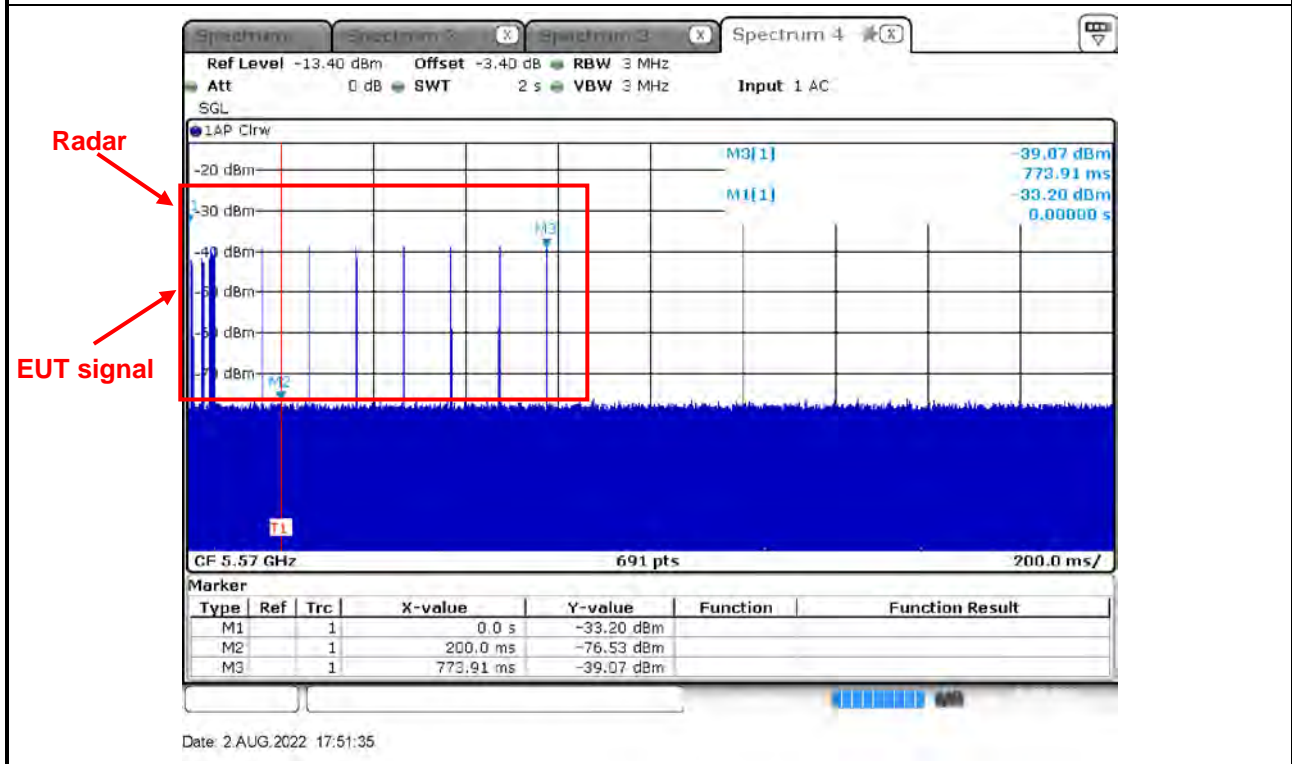 Spectrum Spectrum 2 X Spectrum 3 X Spectrum 4 X
Ref Level -13.40 dBm Offset -3.40 dB RBW 3 MHz
Att 0 dB SWT 2 s VBW 3 MHz Input 1 AC
SGL
1AP Clrw
Radar
M3[1] -39.07 dBm
773.91 ms
-20 dBm
M1[1] -33.20 dBm
0.00000 s
-30 dBm
M3
-40 dBm
EUT signal
dBm
dBm
dBm
M2
T1
CF 5.57 GHz 691 pts 200.0 ms/
Marker
Type Ref Trc X-value Y-value Function Function Result
M1 1 0.0 s -33.20 dBm
M2 1 200.0 ms -76.53 dBm
M3 1 773.91 ms -39.07 dBm
Date: 2.AUG.2022 17:51:35